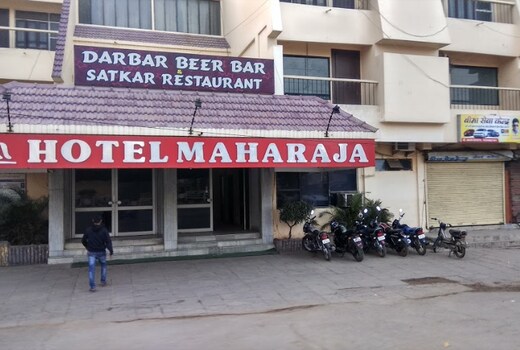 DARBAR BEER BAR
&
SATKAR RESTAURANT
HOTEL MAHARAJA
बीमा सेवा केन्द्र